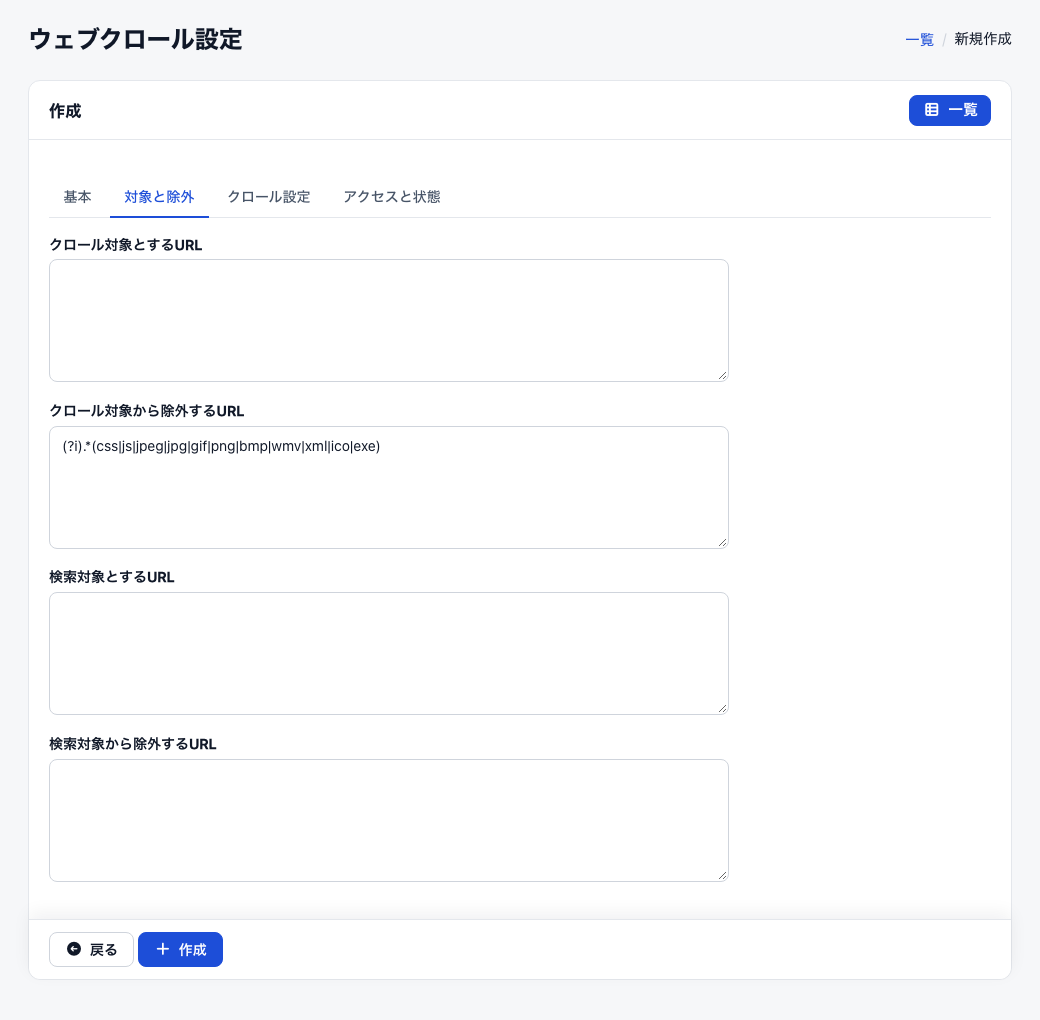 ウェブクロール設定
一覧 / 新規作成
作成
一覧
基本 対象と除外 クロール設定 アクセスと状態
クロール対象とするURL
クロール対象から除外するURL
(?i).*(css|js|jpeg|jpg|gif|png|bmp|wmv|xml|ico|exe)
検索対象とするURL
検索対象から除外するURL
戻る 作成